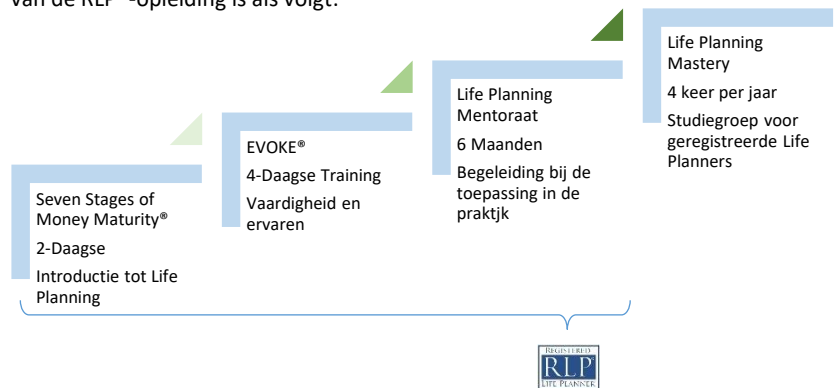 van de RLP®-opleiding is als volgt:
Seven Stages of
Money Maturity®
2-Daagse
Introductie tot Life
Planning
EVOKE®
4-Daagse Training
Vaardigheid en
ervaren
Life Planning
Mentoraat
6 Maanden
Begeleiding bij de
toepassing in de
praktjk
Life Planning
Mastery
4 keer per jaar
Studiegroep voor
geregistreerde Life
Planners
REGISTERED
RLP®
LIFE PLANNER